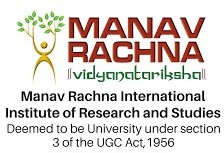 MANAV
RACHNA
vidyanatariksha
Manav Rachna International
Institute of Research and Studies
Deemed to be University under section
3 of the UGC Act,1956